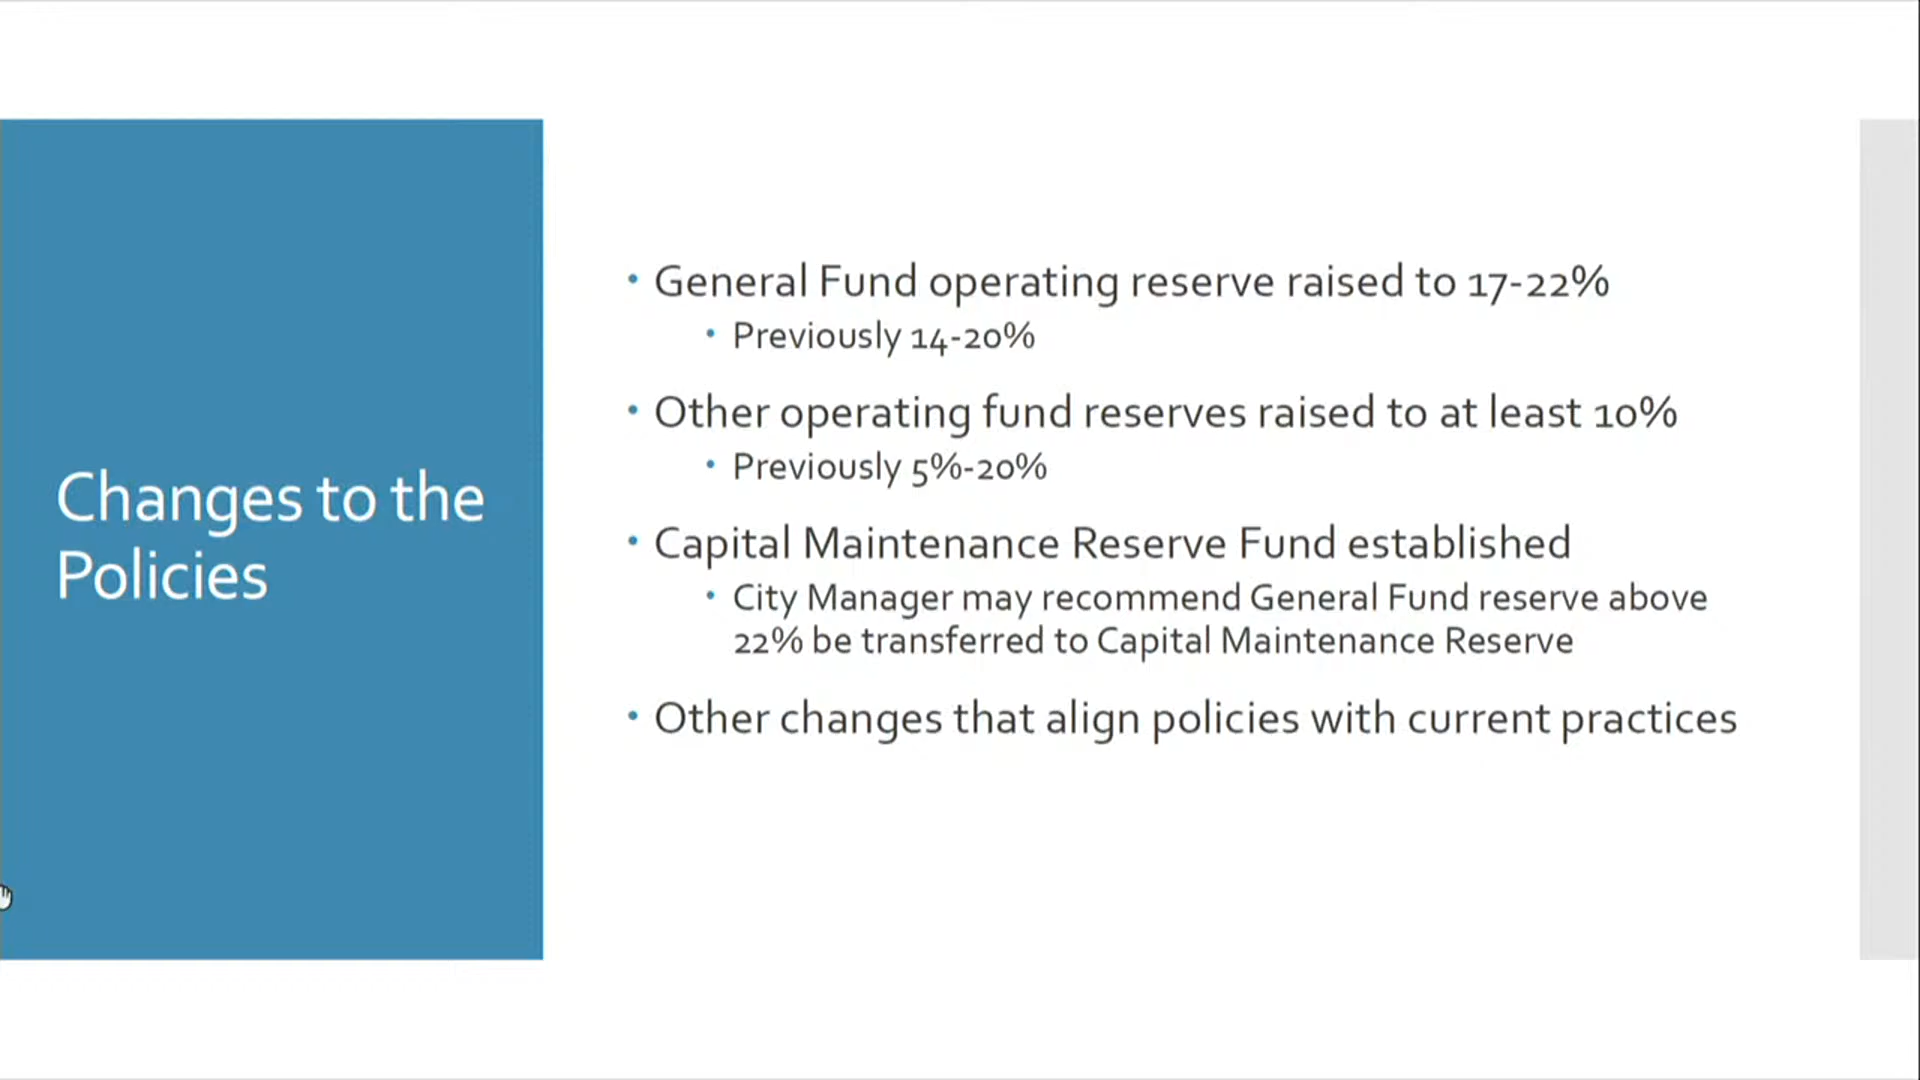 Changes to the
Policies
• General Fund operating reserve raised to 17-22%
• Previously 14-20%
• Other operating fund reserves raised to at least 10%
• Previously 5%-20%
• Capital Maintenance Reserve Fund established
• City Manager may recommend General Fund reserve above
22% be transferred to Capital Maintenance Reserve
• Other changes that align policies with current practices